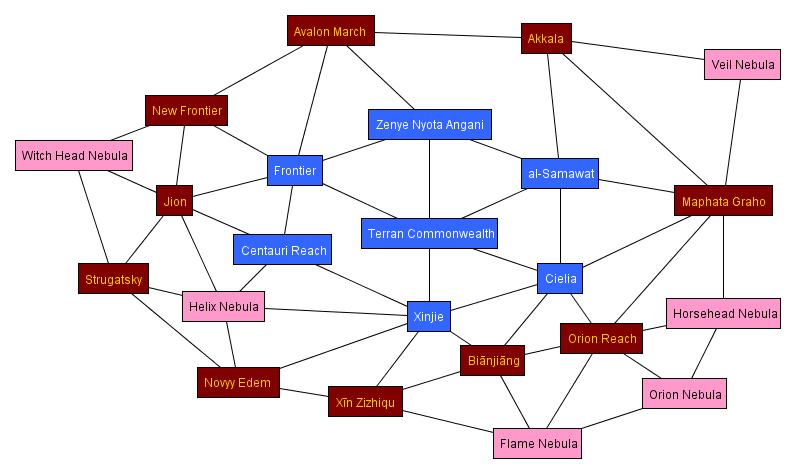 Avalon March
Akkala
Veil Nebula
New Frontier
Zenye Nyota Angani
Witch Head Nebula
Frontier
al-Samawat
Jion
Maphata Graho
Terran Commonwealth
Centauri Reach
Strugatsky
Cielia
Helix Nebula
Xinjie
Horsehead Nebula
Orion Reach
Biānjiāng
Novyy Edem
Orion Nebula
Xīn Zizhiqu
Flame Nebula